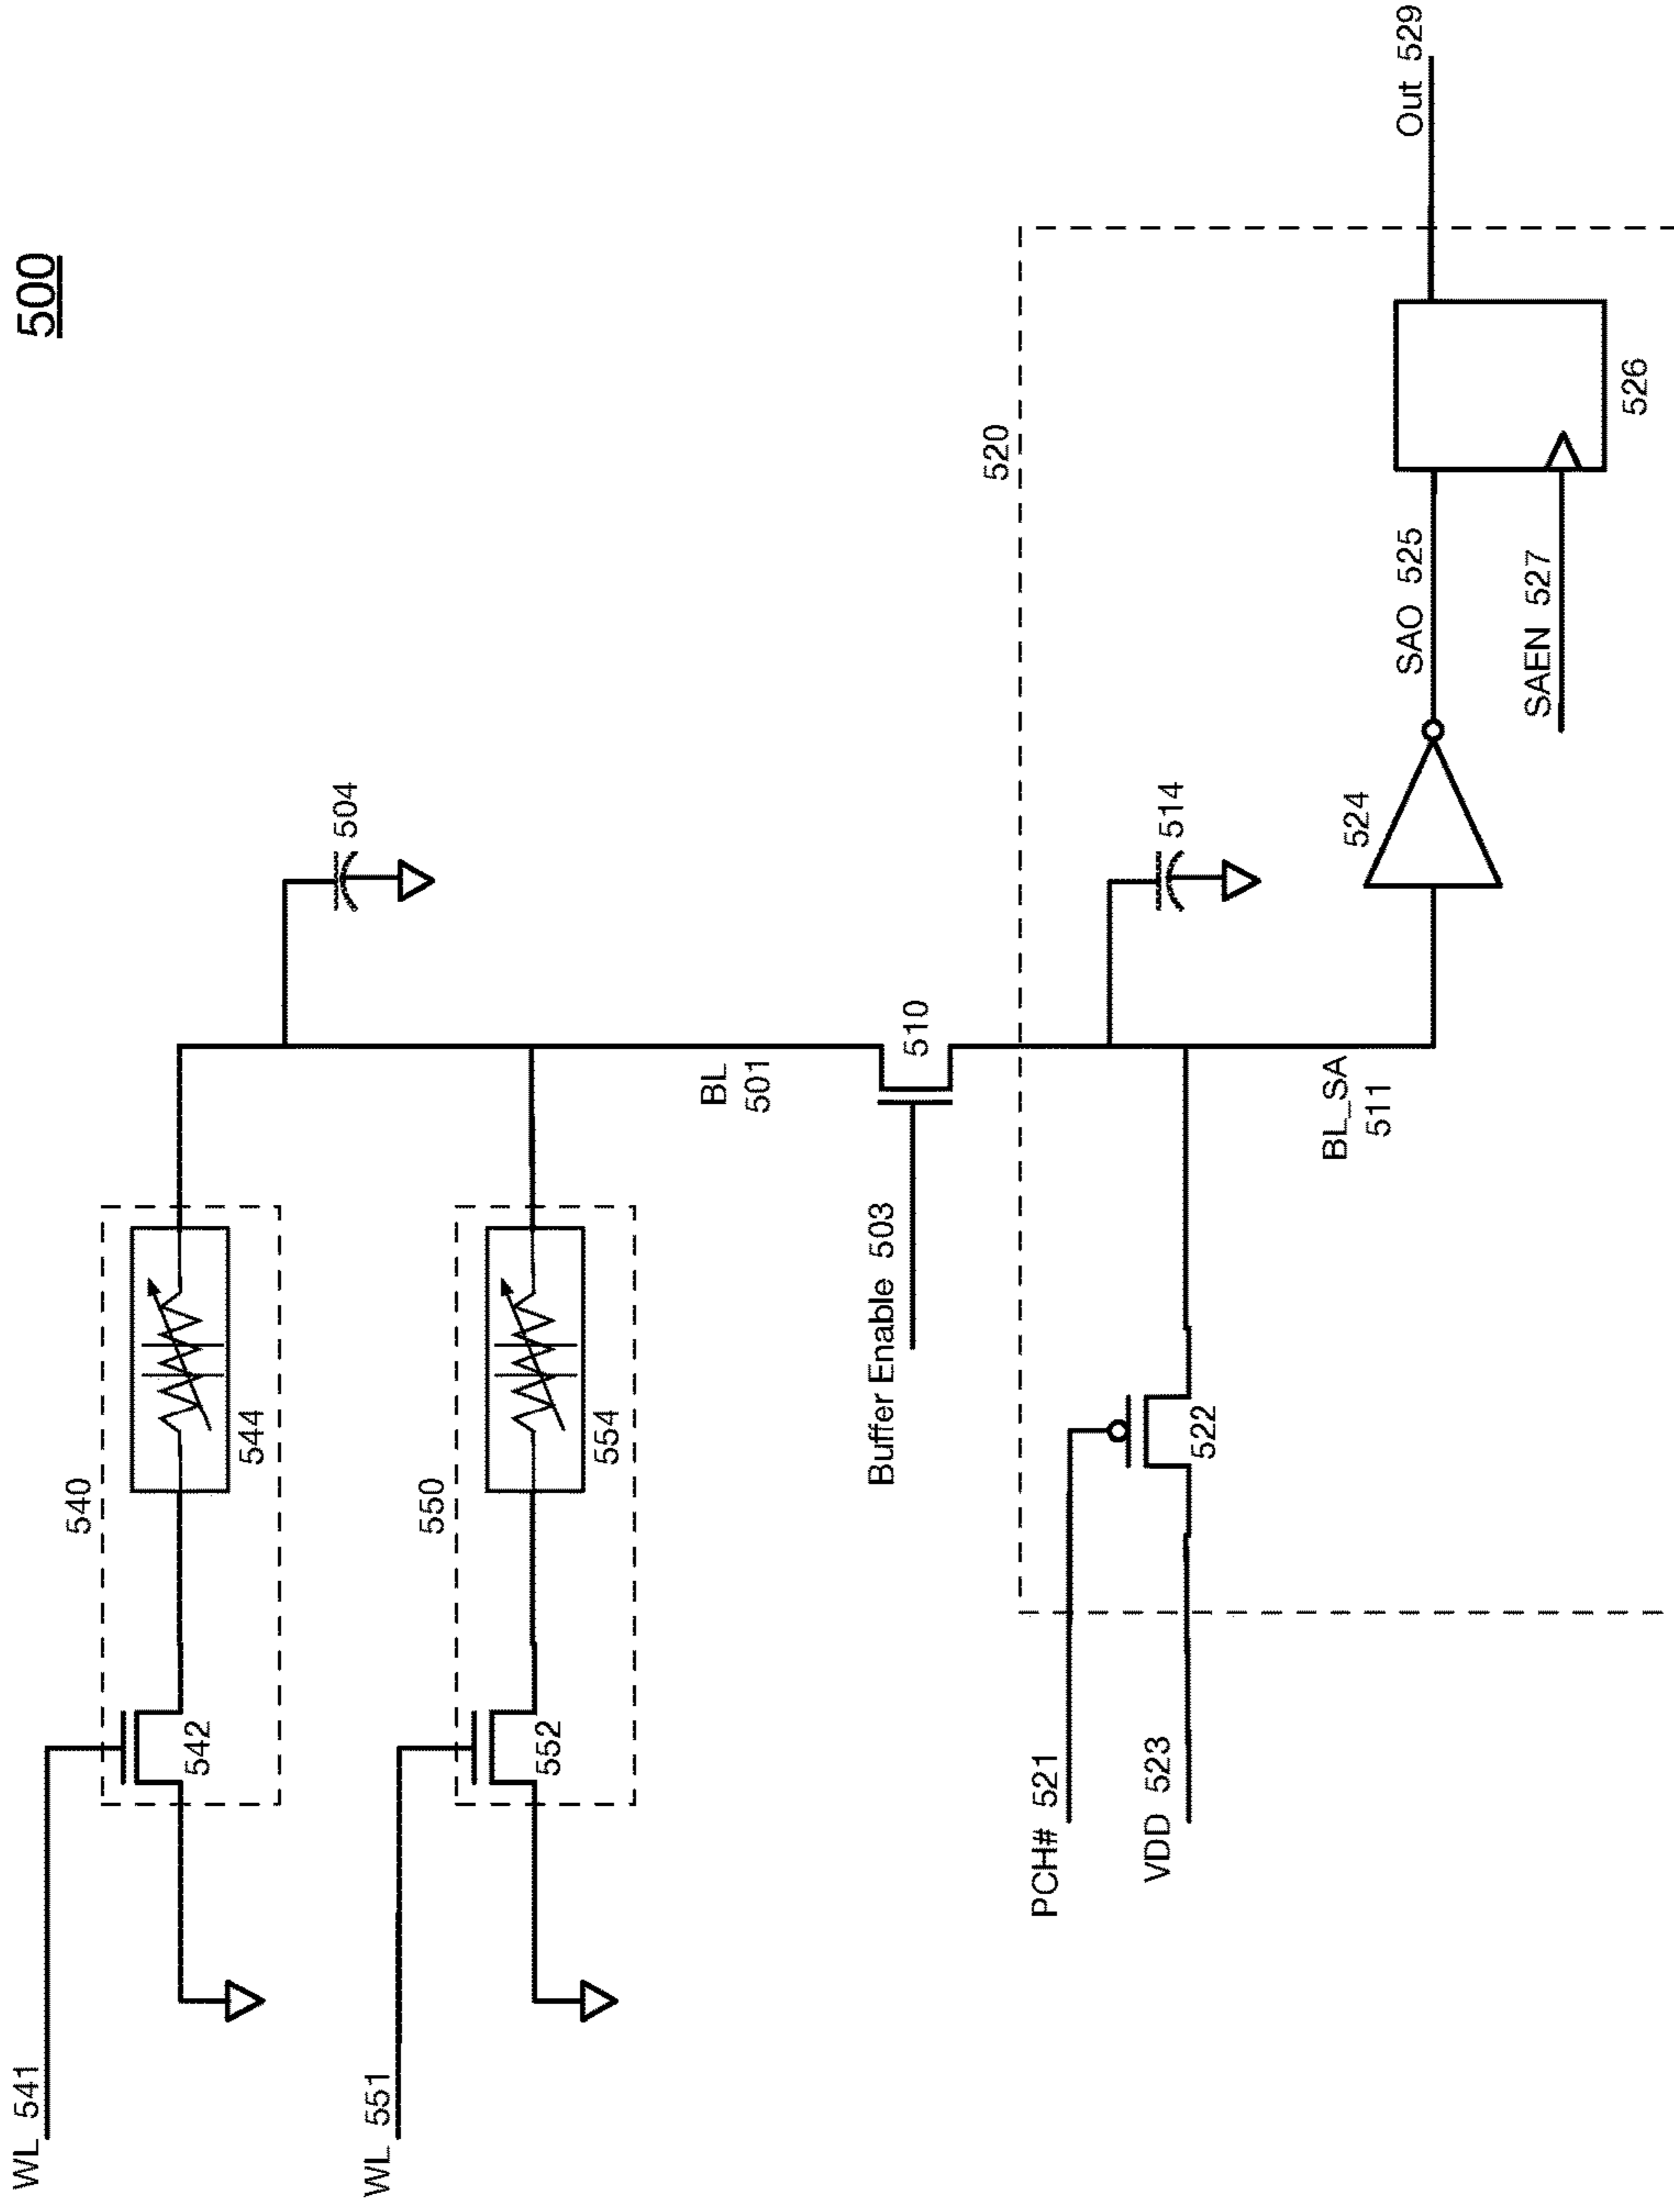 500
WL 541
540
542
544
504
WL 551
550
552
554
BL
501
Buffer Enable 503
510
520
PCH# 521
VDD 523
522
514
BL_SA
511
524
SAO 525
SAEN 527
526
Out 529